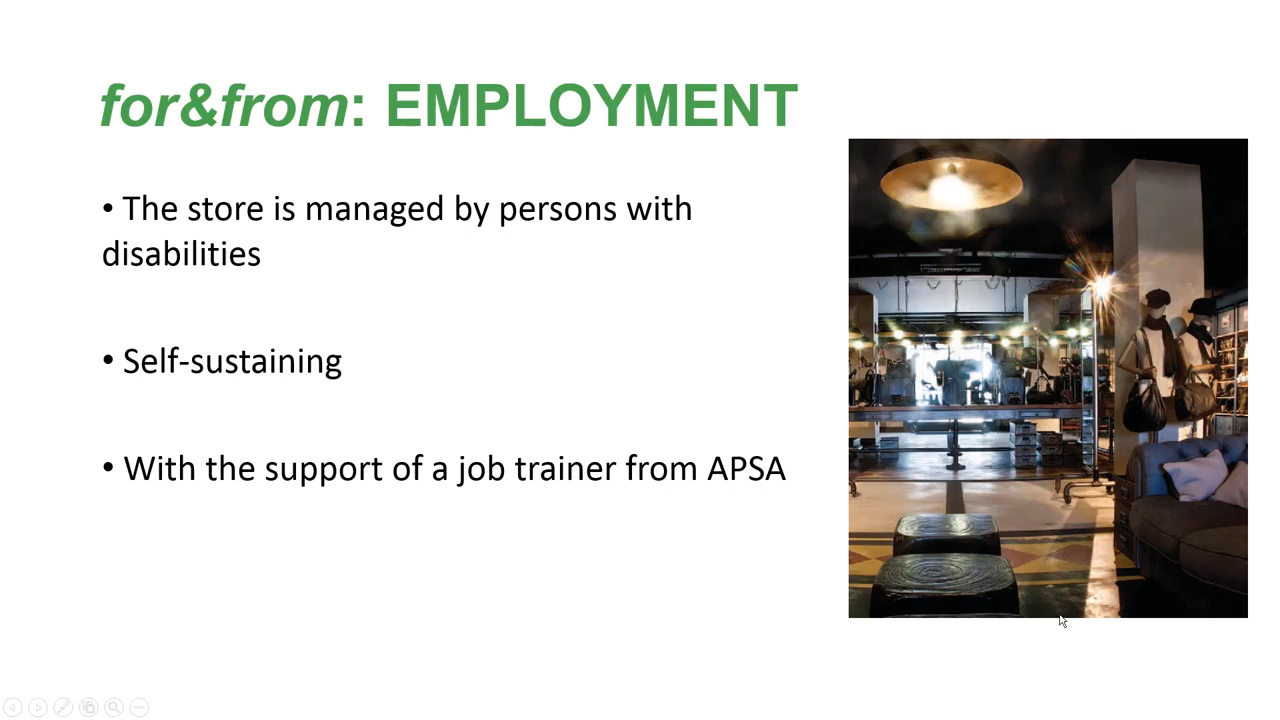 for&from: EMPLOYMENT
• The store is managed by persons with
disabilities
• Self-sustaining
• With the support of a job trainer from APSA